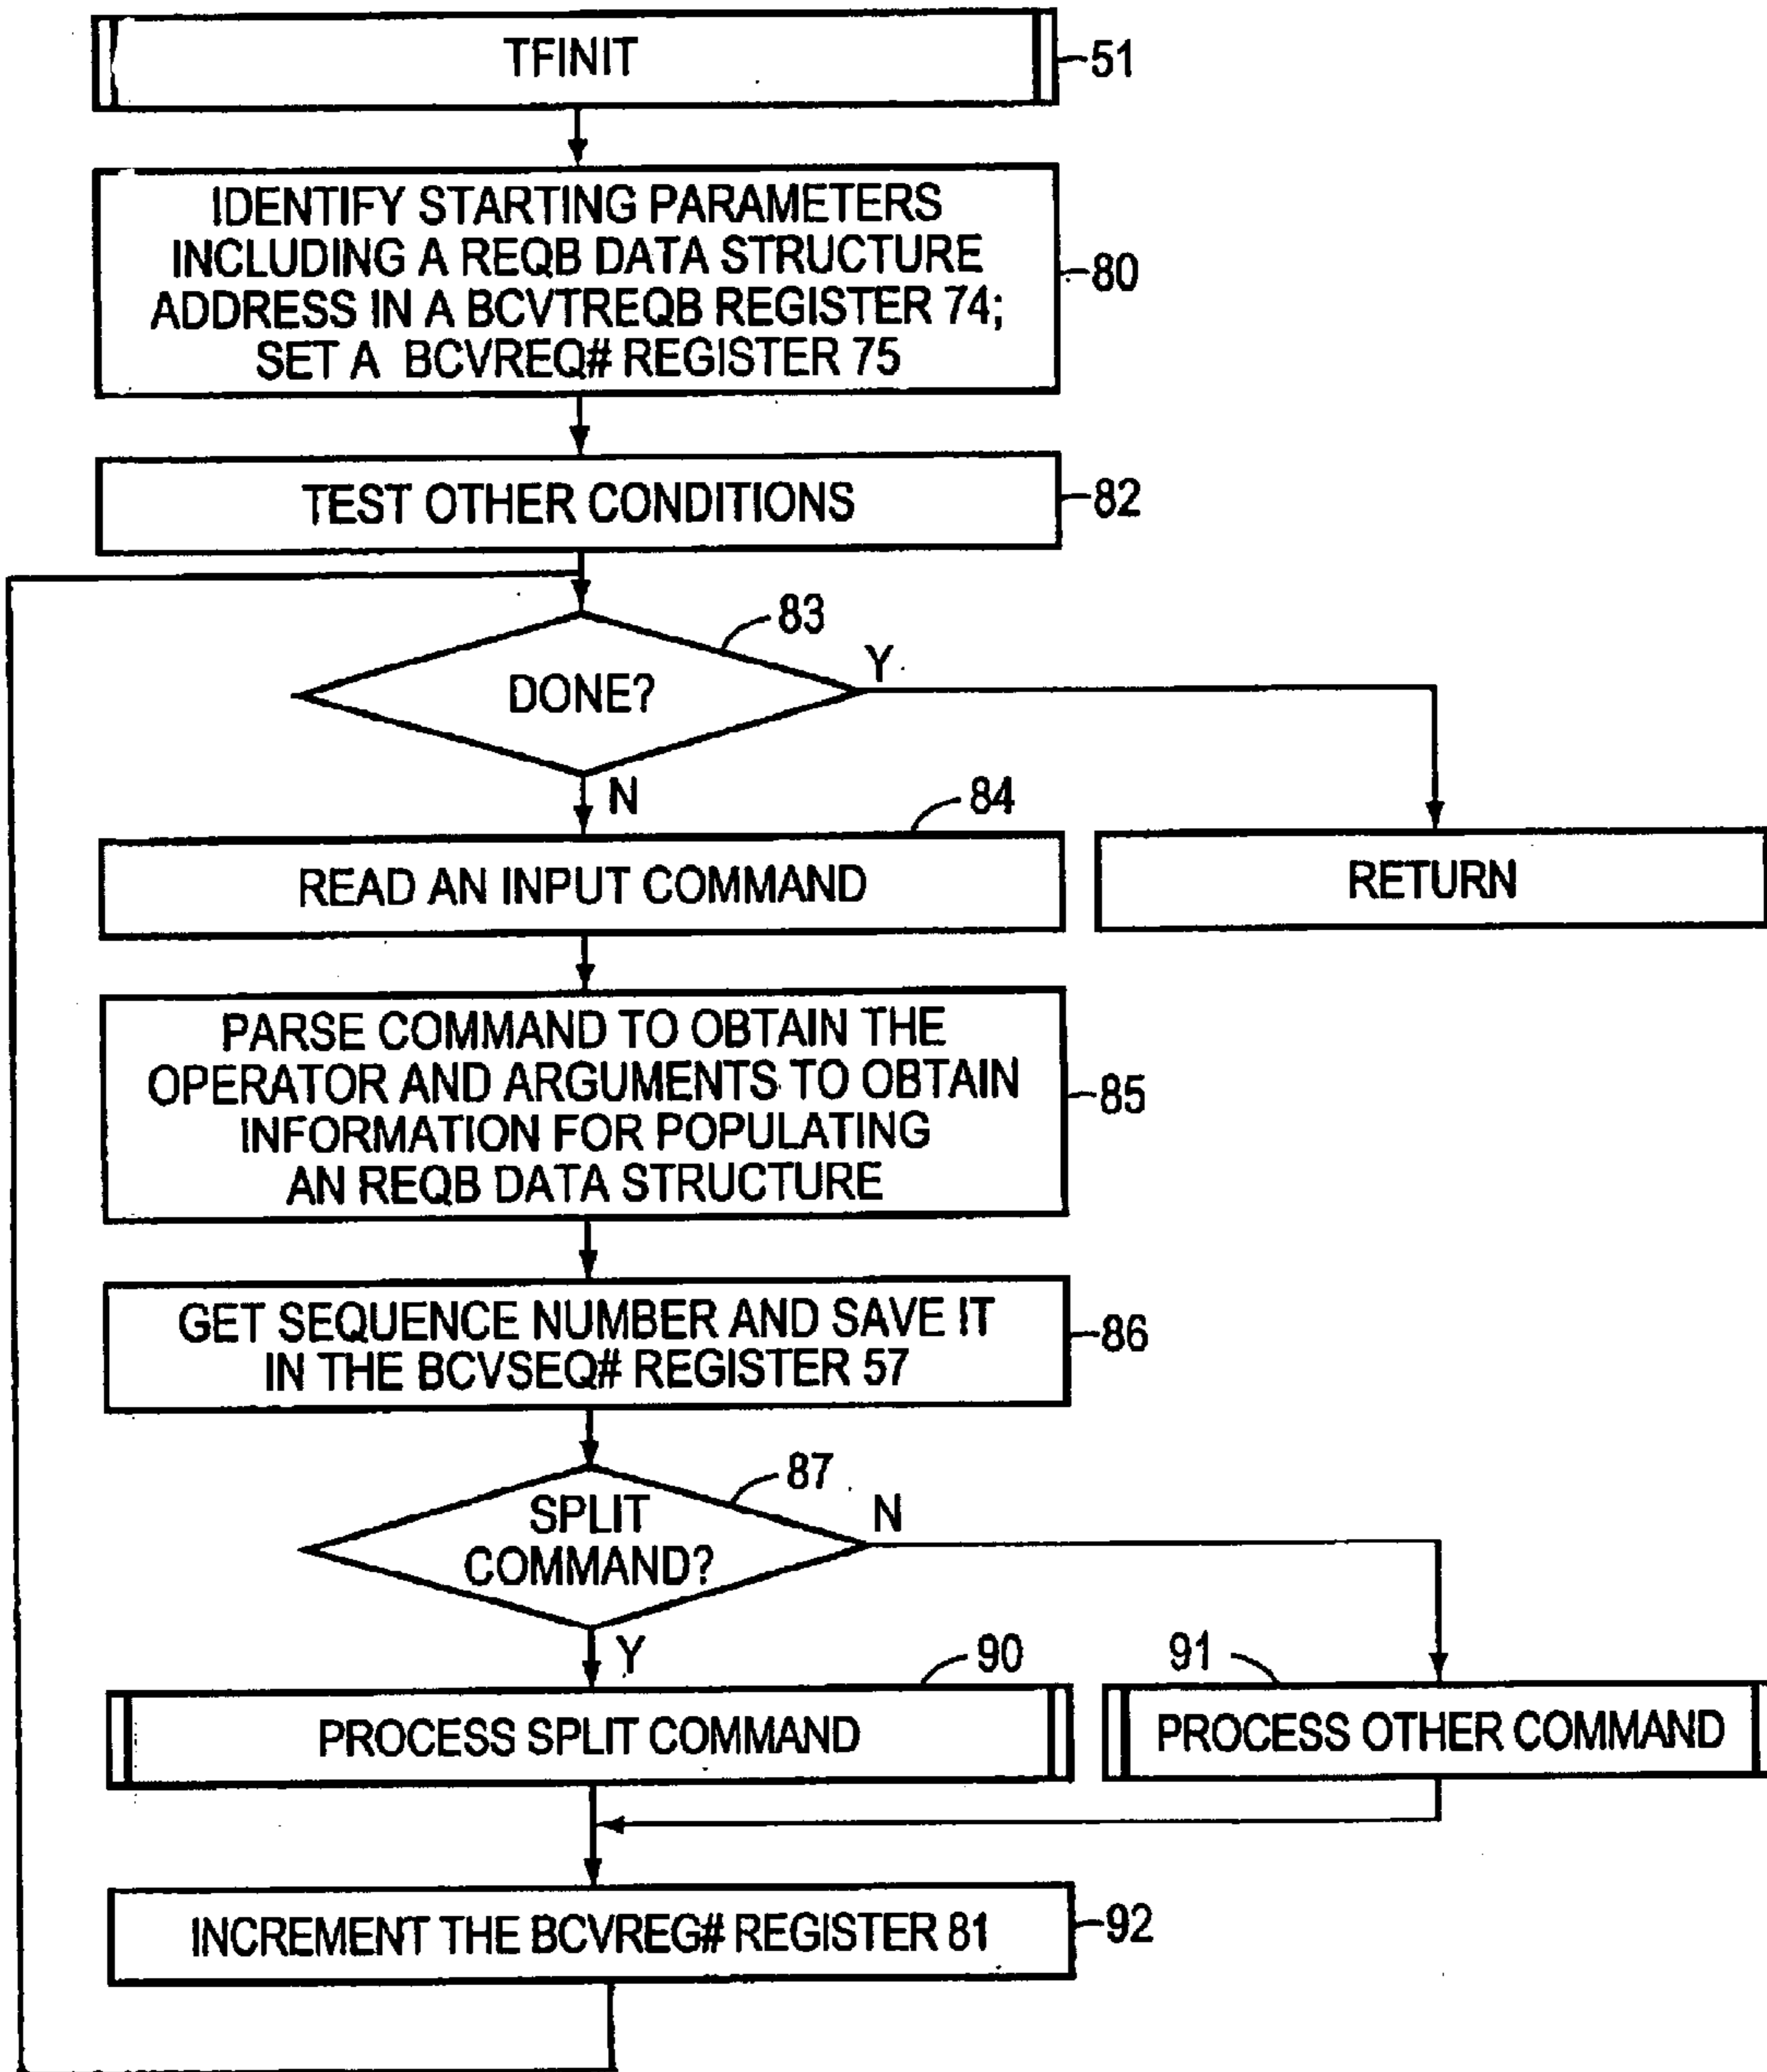 TFINIT
51
IDENTIFY STARTING PARAMETERS
INCLUDING A REQB DATA STRUCTURE
ADDRESS IN A BCVTREQB REGISTER 74;
SET A BCVREQ# REGISTER 75
80
TEST OTHER CONDITIONS
82
83
DONE?
Y
N
84
READ AN INPUT COMMAND
RETURN
PARSE COMMAND TO OBTAIN THE
OPERATOR AND ARGUMENTS TO OBTAIN
INFORMATION FOR POPULATING
AN REQB DATA STRUCTURE
85
GET SEQUENCE NUMBER AND SAVE IT
IN THE BCVSEQ# REGISTER 57
86
87
SPLIT
COMMAND?
N
Y
90
91
PROCESS SPLIT COMMAND
PROCESS OTHER COMMAND
INCREMENT THE BCVREG# REGISTER 81
92